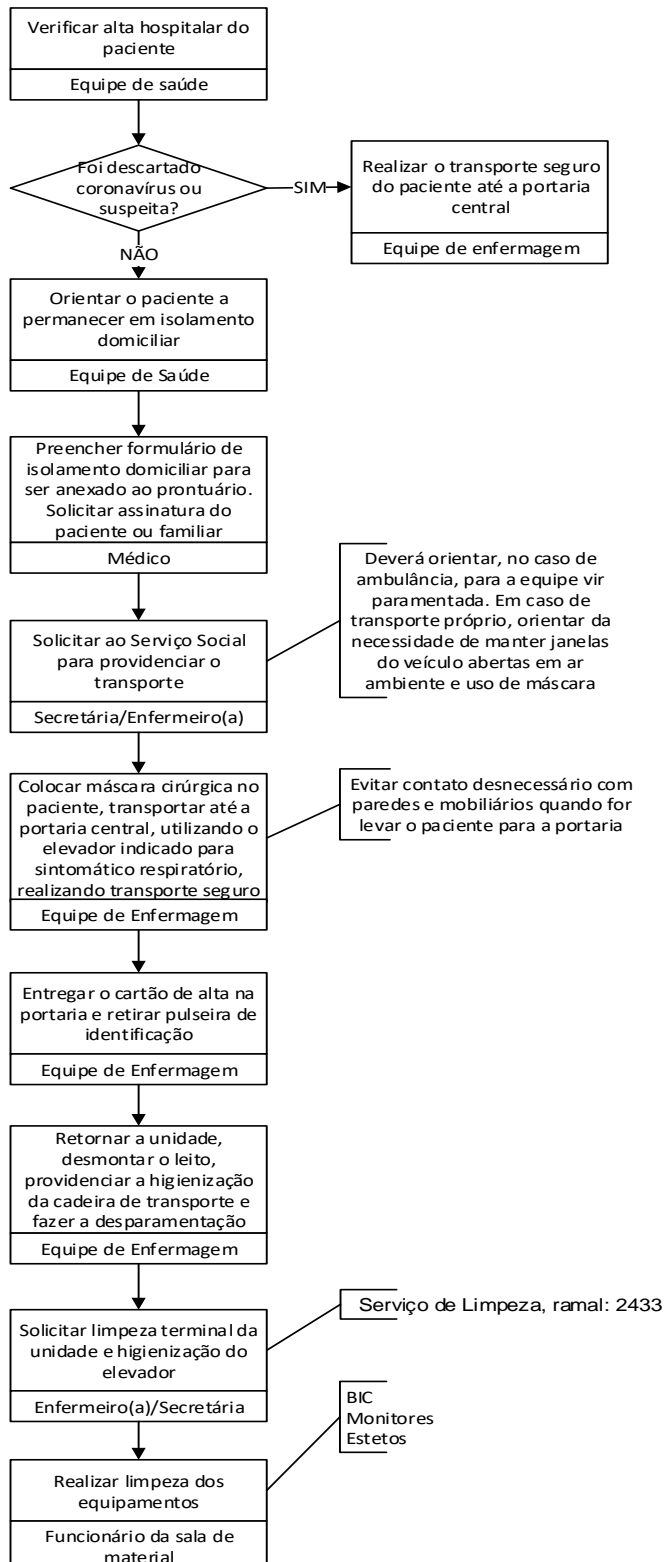 Verificar alta hospitalar do
paciente
Equipe de saúde
Foi descartado
coronavírus ou
suspeita?
SIM
Realizar o transporte seguro
do paciente até a portaria
central
Equipe de enfermagem
NÃO
Orientar o paciente a
permanecer em isolamento
domiciliar
Equipe de Saúde
Preencher formulário de
isolamento domiciliar para
ser anexado ao prontuário.
Solicitar assinatura do
paciente ou familiar
Médico
Deverá orientar, no caso de
ambulância, para a equipe vir
paramentada. Em caso de
transporte próprio, orientar da
necessidade de manter janelas
do veículo abertas em ar
ambiente e uso de máscara
Solicitar ao Serviço Social
para providenciar o
transporte
Secretária/Enfermeiro(a)
Colocar máscara cirúrgica no
paciente, transportar até a
portaria central, utilizando o
elevador indicado para
sintomático respiratório,
realizando transporte seguro
Equipe de Enfermagem
Evitar contato desnecessário com
paredes e mobiliários quando for
levar o paciente para a portaria
Entregar o cartão de alta na
portaria e retirar pulseira de
identificação
Equipe de Enfermagem
Retornar a unidade,
desmontar o leito,
providenciar a higienização
da cadeira de transporte e
fazer a desparamentação
Equipe de Enfermagem
Solicitar limpeza terminal da
unidade e higienização do
elevador
Enfermeiro(a)/Secretária
Serviço de Limpeza, ramal: 2433
BIC
Monitores
Estetos
Realizar limpeza dos
equipamentos
Funcionário da sala de
material